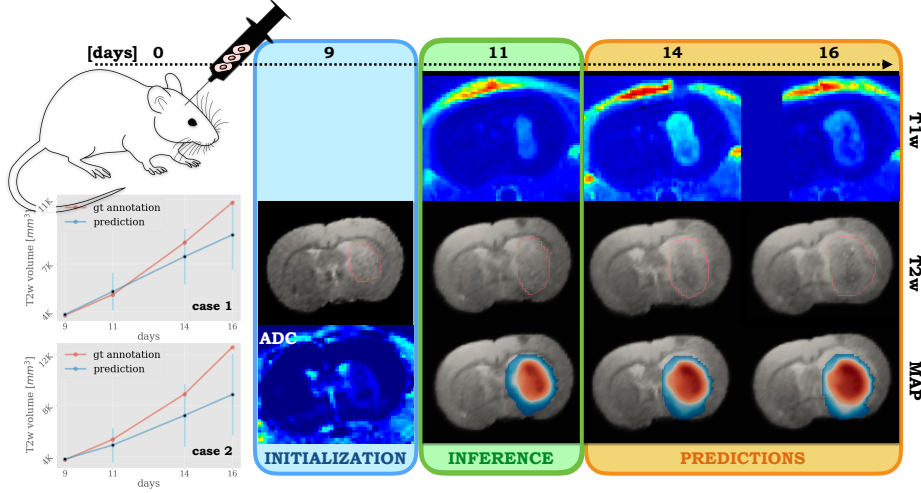 [days] 0 9 11 14 16
T1w
T2w
MAP
ADC
11K
7K
4K
T2w volume [mm³]
gt annotation
prediction
case 1
9 11 14 16
days
12K
8K
4K
T2w volume [mm³]
gt annotation
prediction
case 2
9 11 14 16
days
INITIALIZATION INFERENCE PREDICTIONS